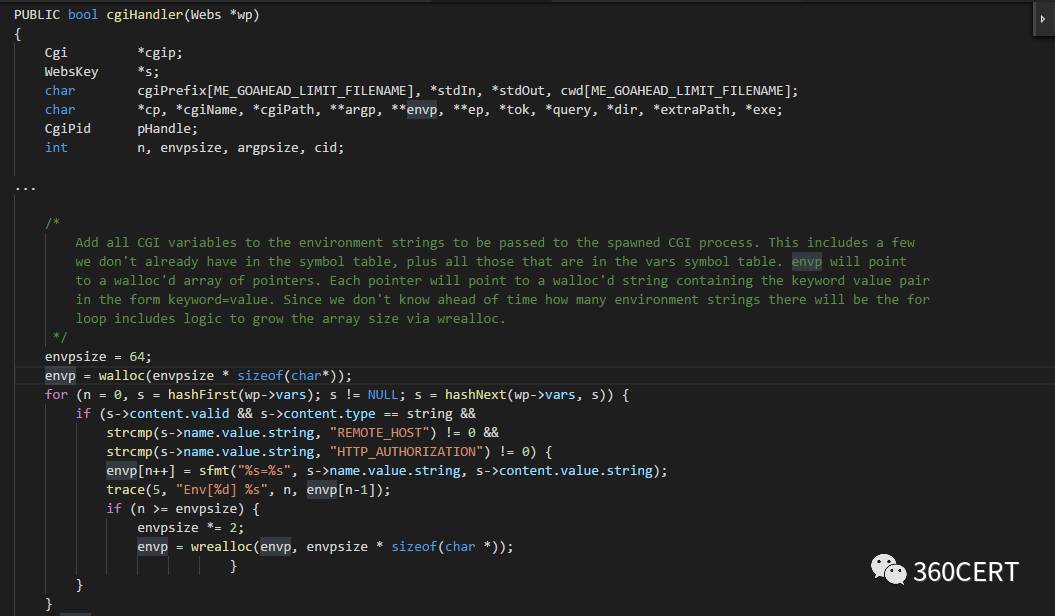 PUBLIC bool cgiHandler(Webs *wp)
{
    Cgi         *cgip;
    WebsKey     *s;
    char        cgiPrefix[ME_GOAHEAD_LIMIT_FILENAME], *stdIn, *stdOut, cwd[ME_GOAHEAD_LIMIT_FILENAME];
    char        *cp, *cgiName, *cgiPath, **argp, **envp, **ep, *tok, *query, *dir, *extraPath, *exe;
    CgiPid      pHandle;
    int         n, envpsize, argpsize, cid;
...
    /*
        Add all CGI variables to the environment strings to be passed to the spawned CGI process. This includes a few
        we don't already have in the symbol table, plus all those that are in the vars symbol table. envp will point
        to a walloc'd array of pointers. Each pointer will point to a walloc'd string containing the keyword value pair
        in the form keyword=value. Since we don't know ahead of time how many environment strings there will be the for
        loop includes logic to grow the array size via wrealloc.
     */
    envpsize = 64;
    envp = walloc(envpsize * sizeof(char*));
    for (n = 0, s = hashFirst(wp->vars); s != NULL; s = hashNext(wp->vars, s)) {
        if (s->content.valid && s->content.type == string &&
            strcmp(s->name.value.string, "REMOTE_HOST") != 0 &&
            strcmp(s->name.value.string, "HTTP_AUTHORIZATION") != 0) {
            envp[n++] = sfmt("%s=%s", s->name.value.string, s->content.value.string);
            trace(5, "Env[%d] %s", n, envp[n-1]);
            if (n >= envpsize) {
                envpsize *= 2;
                envp = wrealloc(envp, envpsize * sizeof(char *));
                            }
        }
    }
360CERT